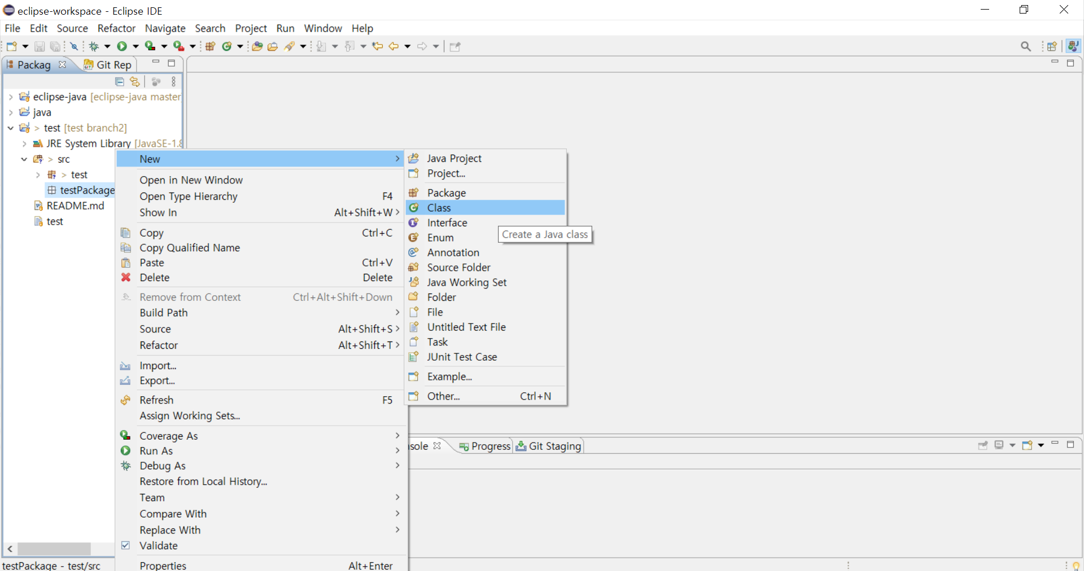 eclipse-workspace - Eclipse IDE
File Edit Source Refactor Navigate Search Project Run Window Help
Packag Git Rep
eclipse-java [eclipse-java master
java
> test [test branch2]
JRE System Library [JavaSE-1.8
> src
> test
testPackage
README.md
test
New
Open in New Window
Open Type Hierarchy F4
Show In Alt+Shift+W >
Copy Ctrl+C
Copy Qualified Name
Paste Ctrl+V
Delete Delete
Remove from Context Ctrl+Alt+Shift+Down
Build Path
Source Alt+Shift+S >
Refactor Alt+Shift+T >
Import...
Export...
Refresh F5
Assign Working Sets...
Coverage As
Run As
Debug As
Restore from Local History...
Team
Compare With
Replace With
Validate
Properties Alt+Enter
Java Project
Project...
Package
Class
Interface
Enum
Annotation
Source Folder
Java Working Set
Folder
File
Untitled Text File
Task
JUnit Test Case
Example...
Other... Ctrl+N
Create a Java class
nsole Progress Git Staging
testPackage - test/src